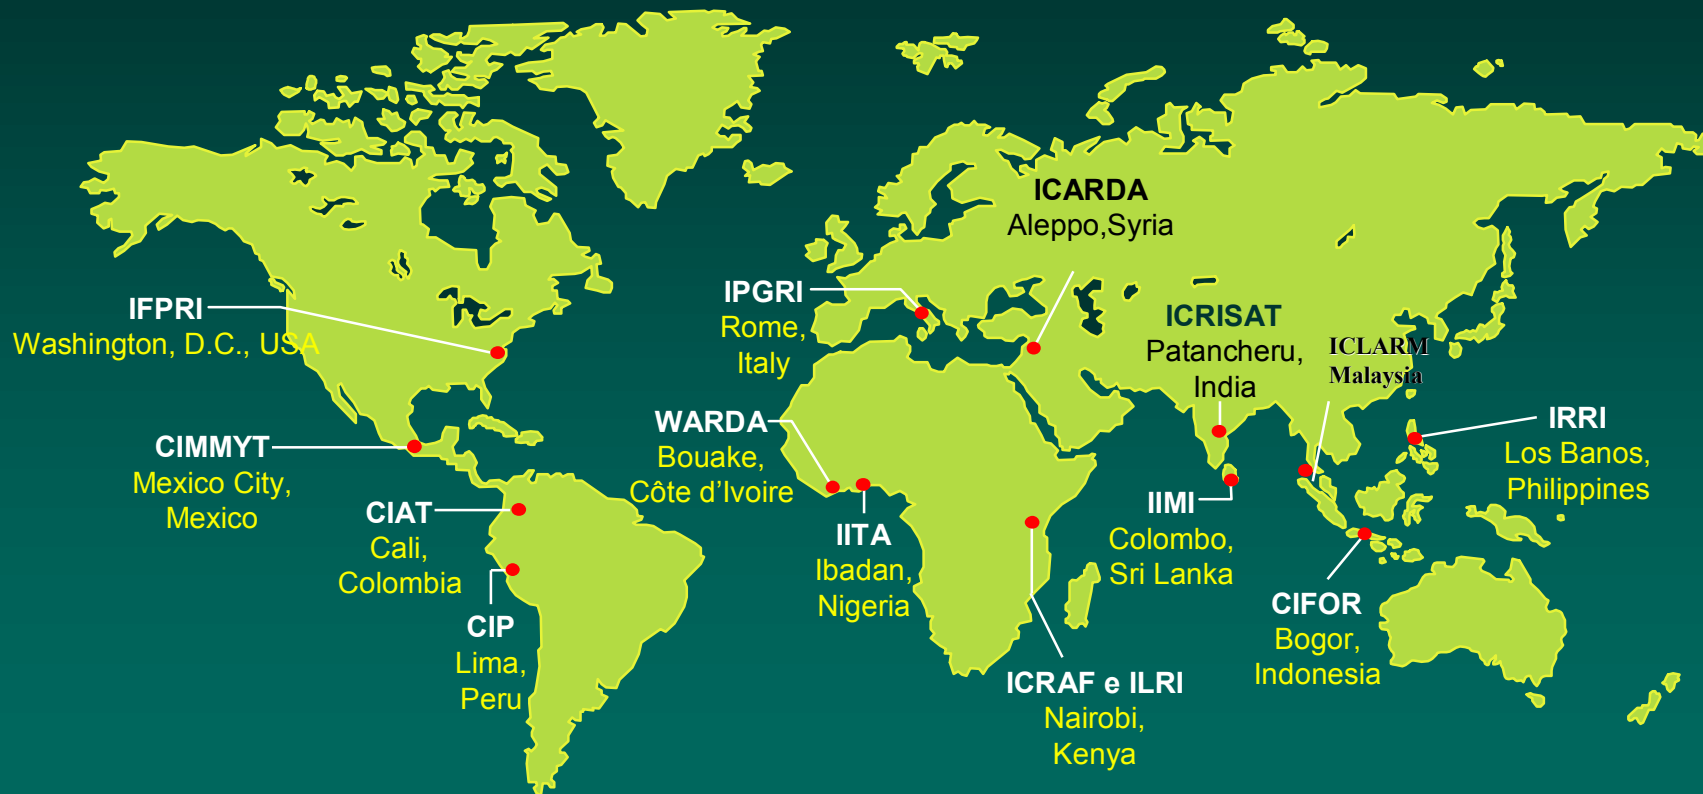 ICARDA
Aleppo,Syria
IFPRI
Washington, D.C., USA
IPGRI
Rome,
Italy
ICRISAT
Patancheru,
India
ICLARM
Malaysia
CIMMYT
Mexico City,
Mexico
WARDA
Bouake,
Côte d’Ivoire
IRRI
Los Banos,
Philippines
CIAT
Cali,
Colombia
IITA
Ibadan,
Nigeria
IIMI
Colombo,
Sri Lanka
CIP
Lima,
Peru
CIFOR
Bogor,
Indonesia
ICRAF e ILRI
Nairobi,
Kenya